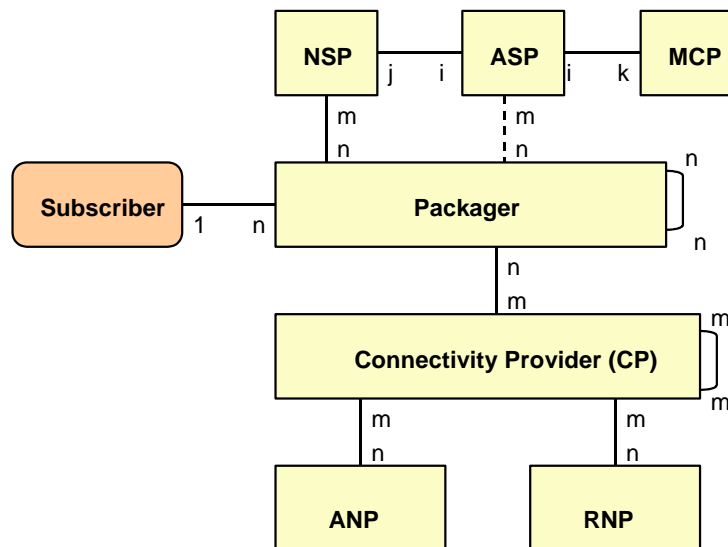 NSP
ASP
MCP
j
i
i
k
m
m
n
n
n
Subscriber
Packager
1
n
n
n
m
m
Connectivity Provider (CP)
m
m
m
n
n
ANP
RNP